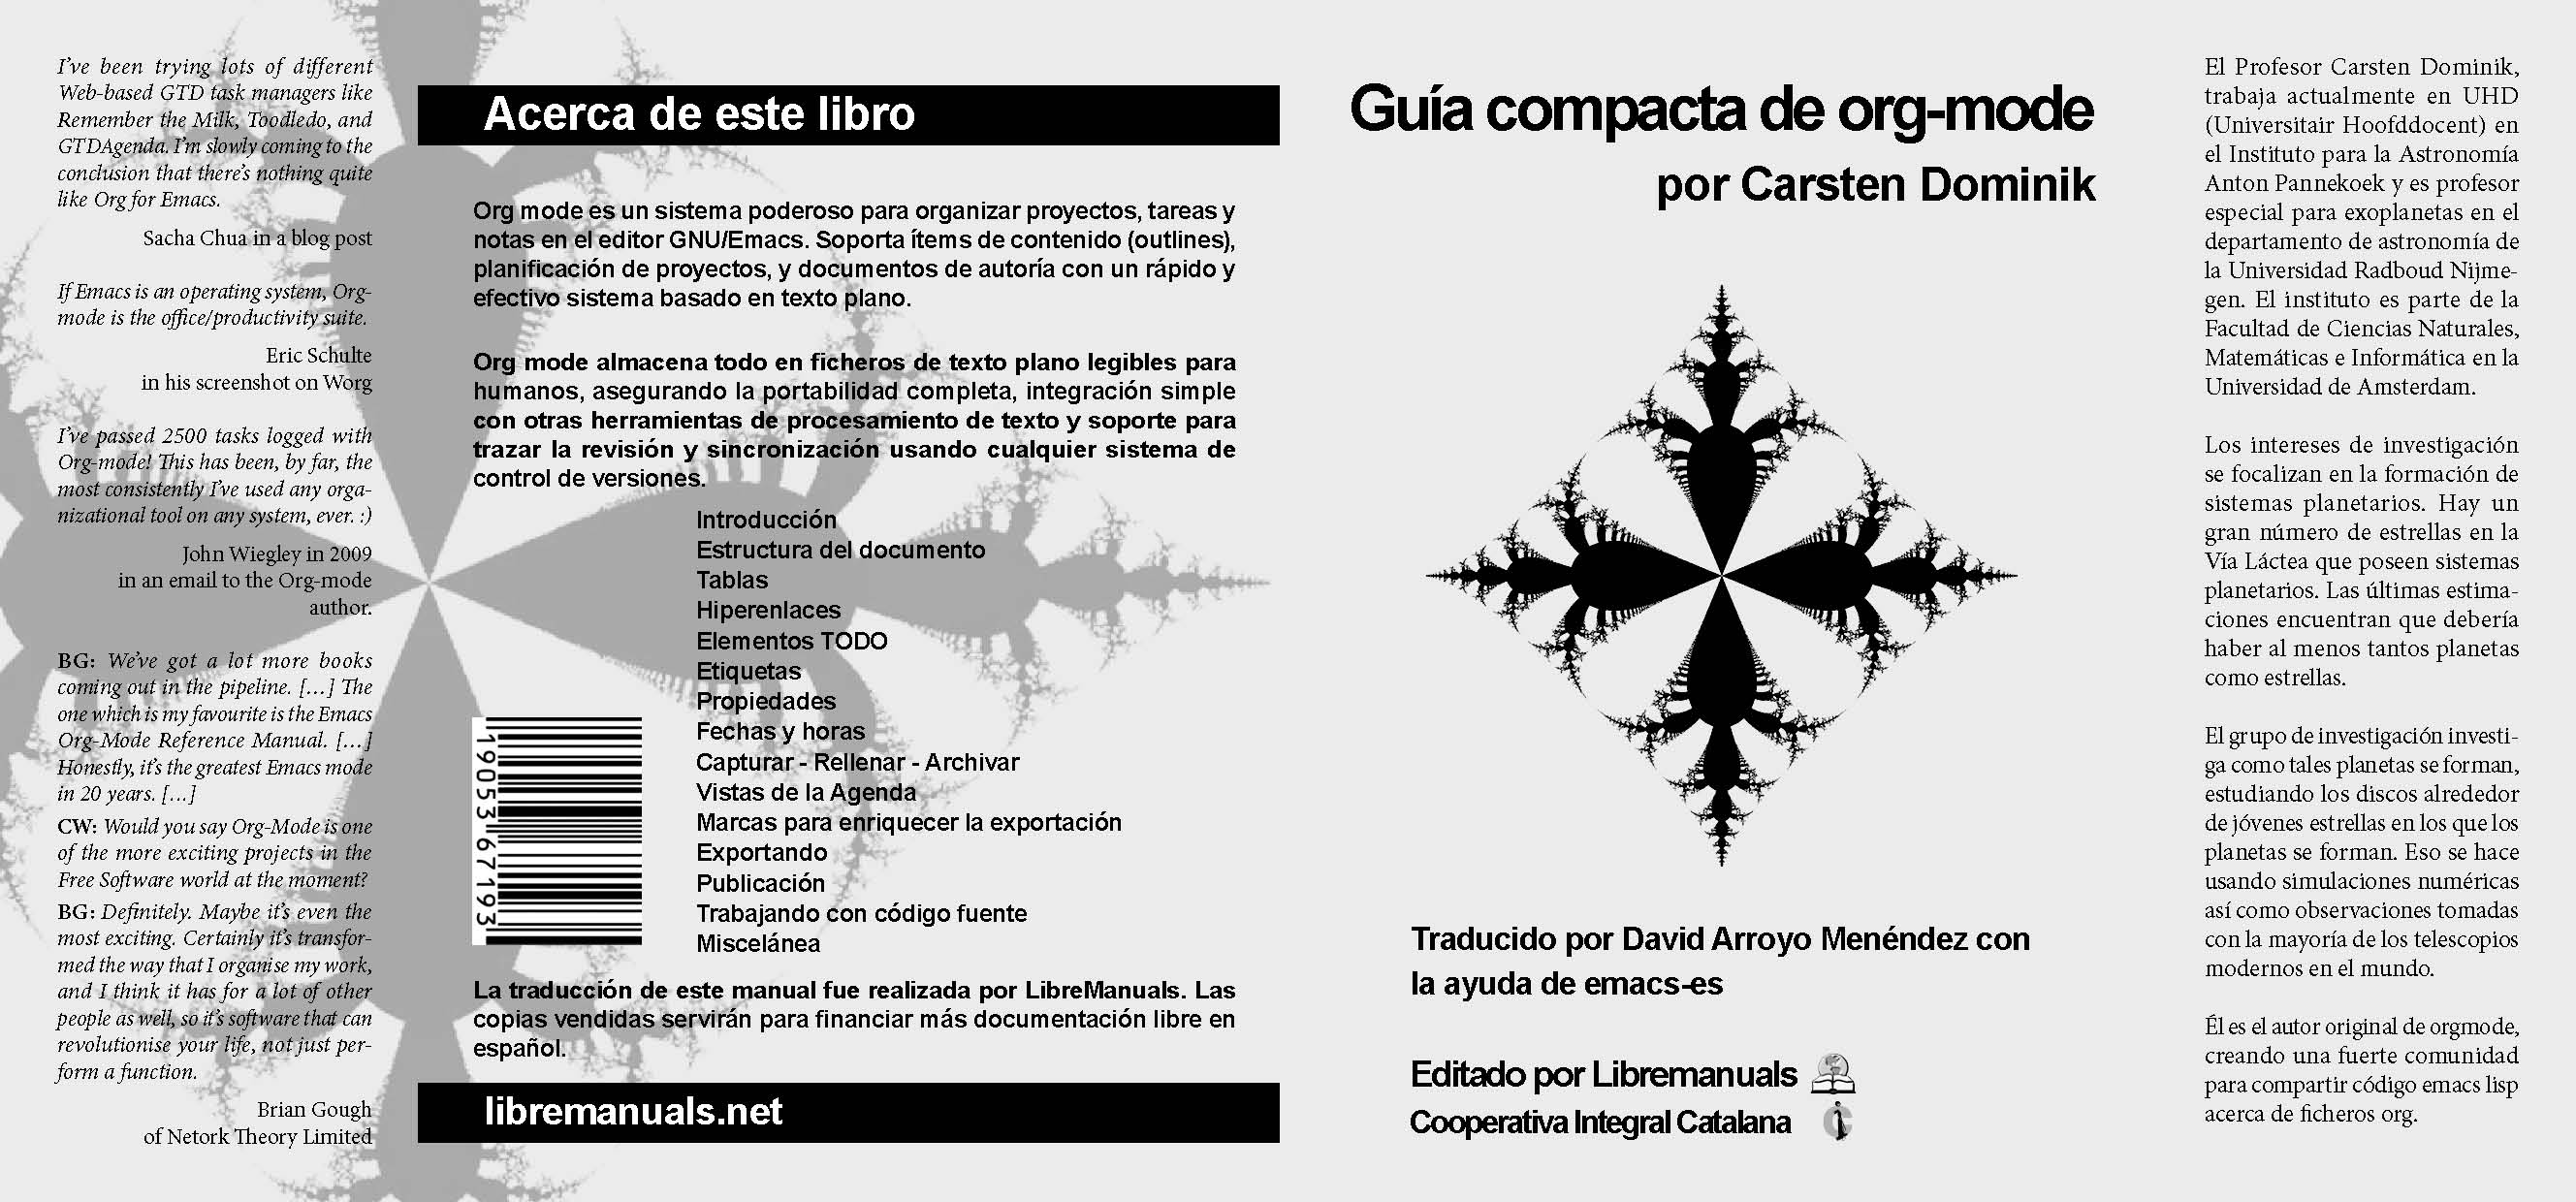 I've been trying lots of different
Web-based GTD task managers like
Remember the Milk, Toodledo, and
GTDAgenda. I'm slowly coming to the
conclusion that there's nothing quite
like Org for Emacs.
Sacha Chua in a blog post
If Emacs is an operating system, Org-
mode is the office/productivity suite.
Eric Schulte
in his screenshot on Worg
I've passed 2500 tasks logged with
Org-mode! This has been, by far, the
most consistently I've used any orga-
nizational tool on any system, ever. :)
John Wiegley in 2009
in an email to the Org-mode
author.
BG: We've got a lot more books
coming out in the pipeline. [...] The
one which is my favourite is the Emacs
Org-Mode Reference Manual. [...]
Honestly, it's the greatest Emacs mode
in 20 years. [...]
CW: Would you say Org-Mode is one
of the more exciting projects in the
Free Software world at the moment?
BG: Definitely. Maybe it's even the
most exciting. Certainly it's transfor-
med the way that I organise my work,
and I think it has for a lot of other
people as well, so it's software that can
revolutionise your life, not just per-
form a function.
Brian Gough
of Netork Theory Limited
Acerca de este libro
Org mode es un sistema poderoso para organizar proyectos, tareas y
notas en el editor GNU/Emacs. Soporta ítems de contenido (outlines),
planificación de proyectos, y documentos de autoría con un rápido y
efectivo sistema basado en texto plano.
Org mode almacena todo en ficheros de texto plano legibles para
humanos, asegurando la portabilidad completa, integración simple
con otras herramientas de procesamiento de texto y soporte para
trazar la revisión y sincronización usando cualquier sistema de
control de versiones.
Introducción
Estructura del documento
Tablas
Hiperenlaces
Elementos TODO
Etiquetas
Propiedades
Fechas y horas
Capturar - Rellenar - Archivar
Vistas de la Agenda
Marcas para enriquecer la exportación
Exportando
Publicación
Trabajando con código fuente
Miscelánea
1905367193
La traducción de este manual fue realizada por LibreManuals. Las
copias vendidas servirán para financiar más documentación libre en
español.
libremanuals.net
Guía compacta de org-mode
por Carsten Dominik
Traducido por David Arroyo Menéndez con
la ayuda de emacs-es
Editado por Libremanuals
Cooperativa Integral Catalana
El Profesor Carsten Dominik,
trabaja actualmente en UHD
(Universitair Hoofddocent) en
el Instituto para la Astronomía
Anton Pannekoek y es profesor
especial para exoplanetas en el
departamento de astronomía de
la Universidad Radboud Nijme-
gen. El instituto es parte de la
Facultad de Ciencias Naturales,
Matemáticas e Informática en la
Universidad de Amsterdam.
Los intereses de investigación
se focalizan en la formación de
sistemas planetarios. Hay un
gran número de estrellas en la
Vía Láctea que poseen sistemas
planetarios. Las últimas estima-
ciones encuentran que debería
haber al menos tantos planetas
como estrellas.
El grupo de investigación investi-
ga como tales planetas se forman,
estudiando los discos alrededor
de jóvenes estrellas en los que los
planetas se forman. Eso se hace
usando simulaciones numéricas
así como observaciones tomadas
con la mayoría de los telescopios
modernos en el mundo.
Él es el autor original de orgmode,
creando una fuerte comunidad
para compartir código emacs lisp
acerca de ficheros org.